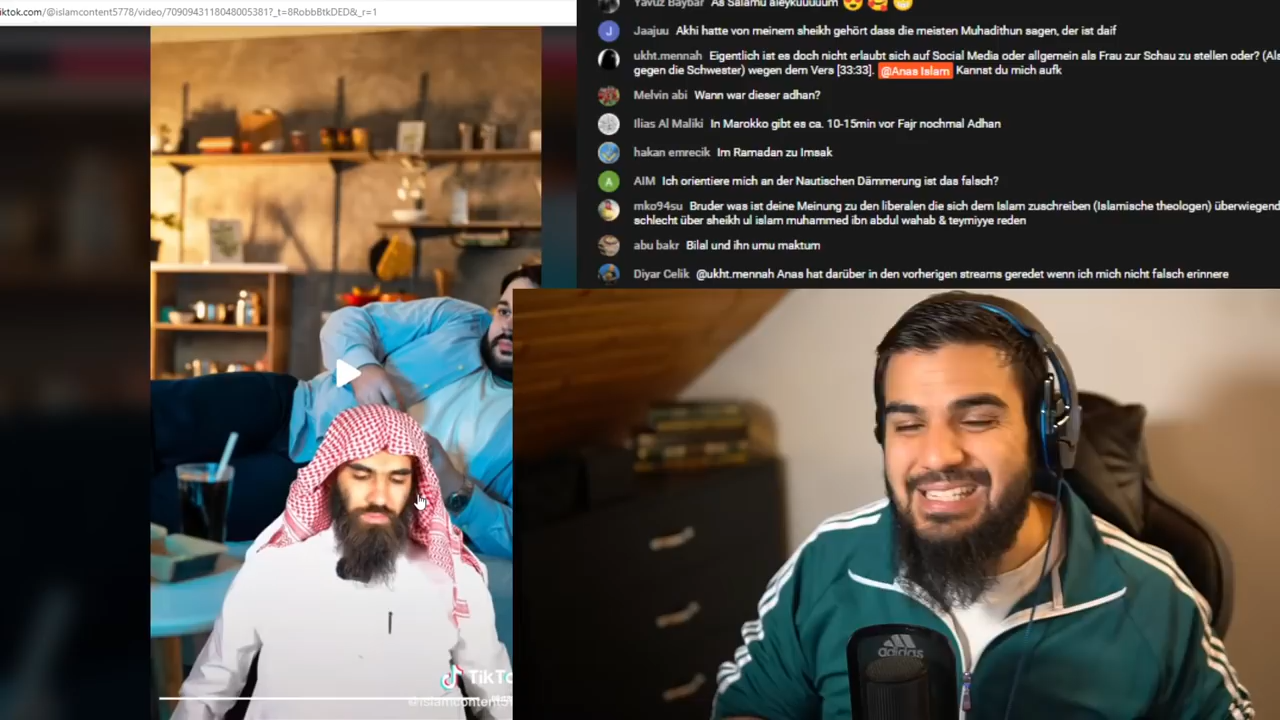 iktok.com/@islamcontent5778/video/7090943118048005381?_t=8RobbBtkDED&_r=1
Yavuz Baybar As Salamu aleykuuuuum 😍 🥰 😁
Jaajuu Akhi hatte von meinem sheikh gehört dass die meisten Muhadithun sagen, der ist daif
ukht.mennah Eigentlich ist es doch nicht erlaubt sich auf Social Media oder allgemein als Frau zur Schau zu stellen oder? (Als
gegen die Schwester) wegen dem Vers [33:33]. @Anas Islam Kannst du mich aufk
Melvin abi Wann war dieser adhan?
Ilias Al Maliki In Marokko gibt es ca. 10-15min vor Fajr nochmal Adhan
hakan emrecik Im Ramadan zu Imsak
A AIM Ich orientiere mich an der Nautischen Dämmerung ist das falsch?
mko94su Bruder was ist deine Meinung zu den liberalen die sich dem Islam zuschreiben (Islamische theologen) überwiegend
schlecht über sheikh ul islam muhammed ibn abdul wahab & teymiyye reden
abu bakr Bilal und ihn umu maktum
Diyar Celik @ukht.mennah Anas hat darüber in den vorherigen streams geredet wenn ich mich nicht falsch erinnere
TikTo
@islamcontent5
adidas